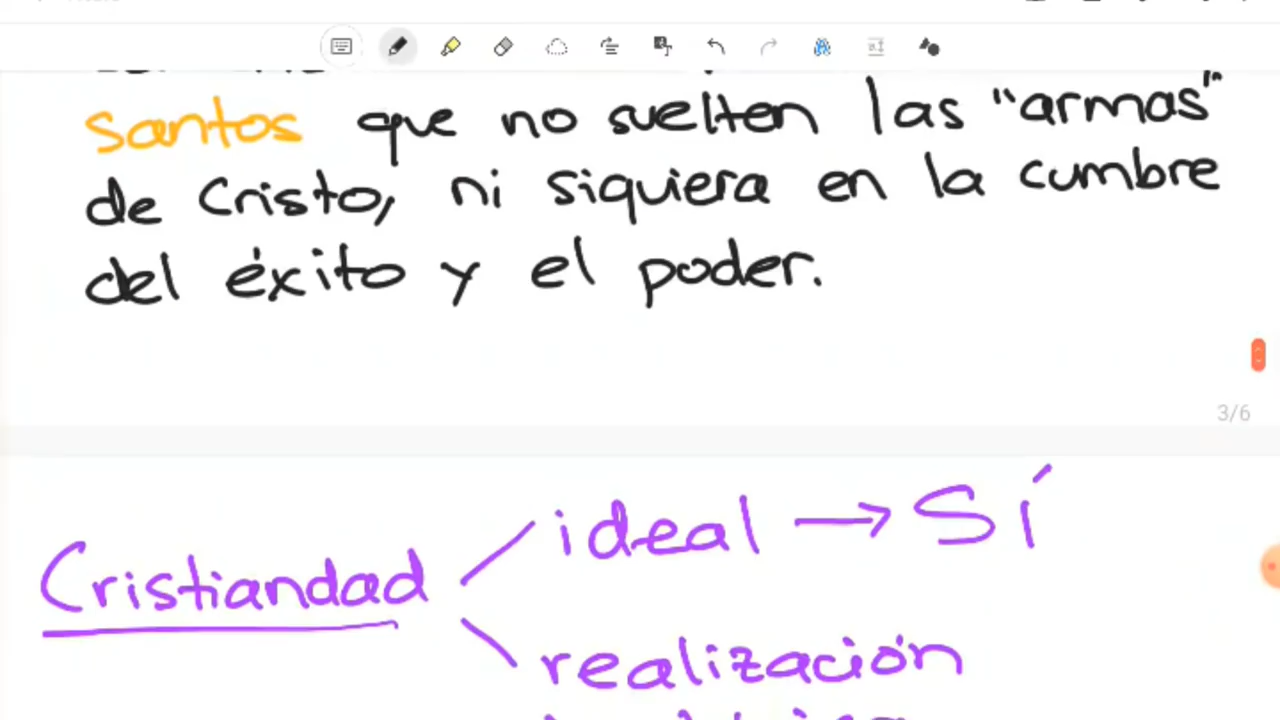 santos que no suelten las "armas"
de Cristo, ni siquiera en la cumbre
del éxito y el poder.
3/6
Cristiandad
ideal → SÍ
realización